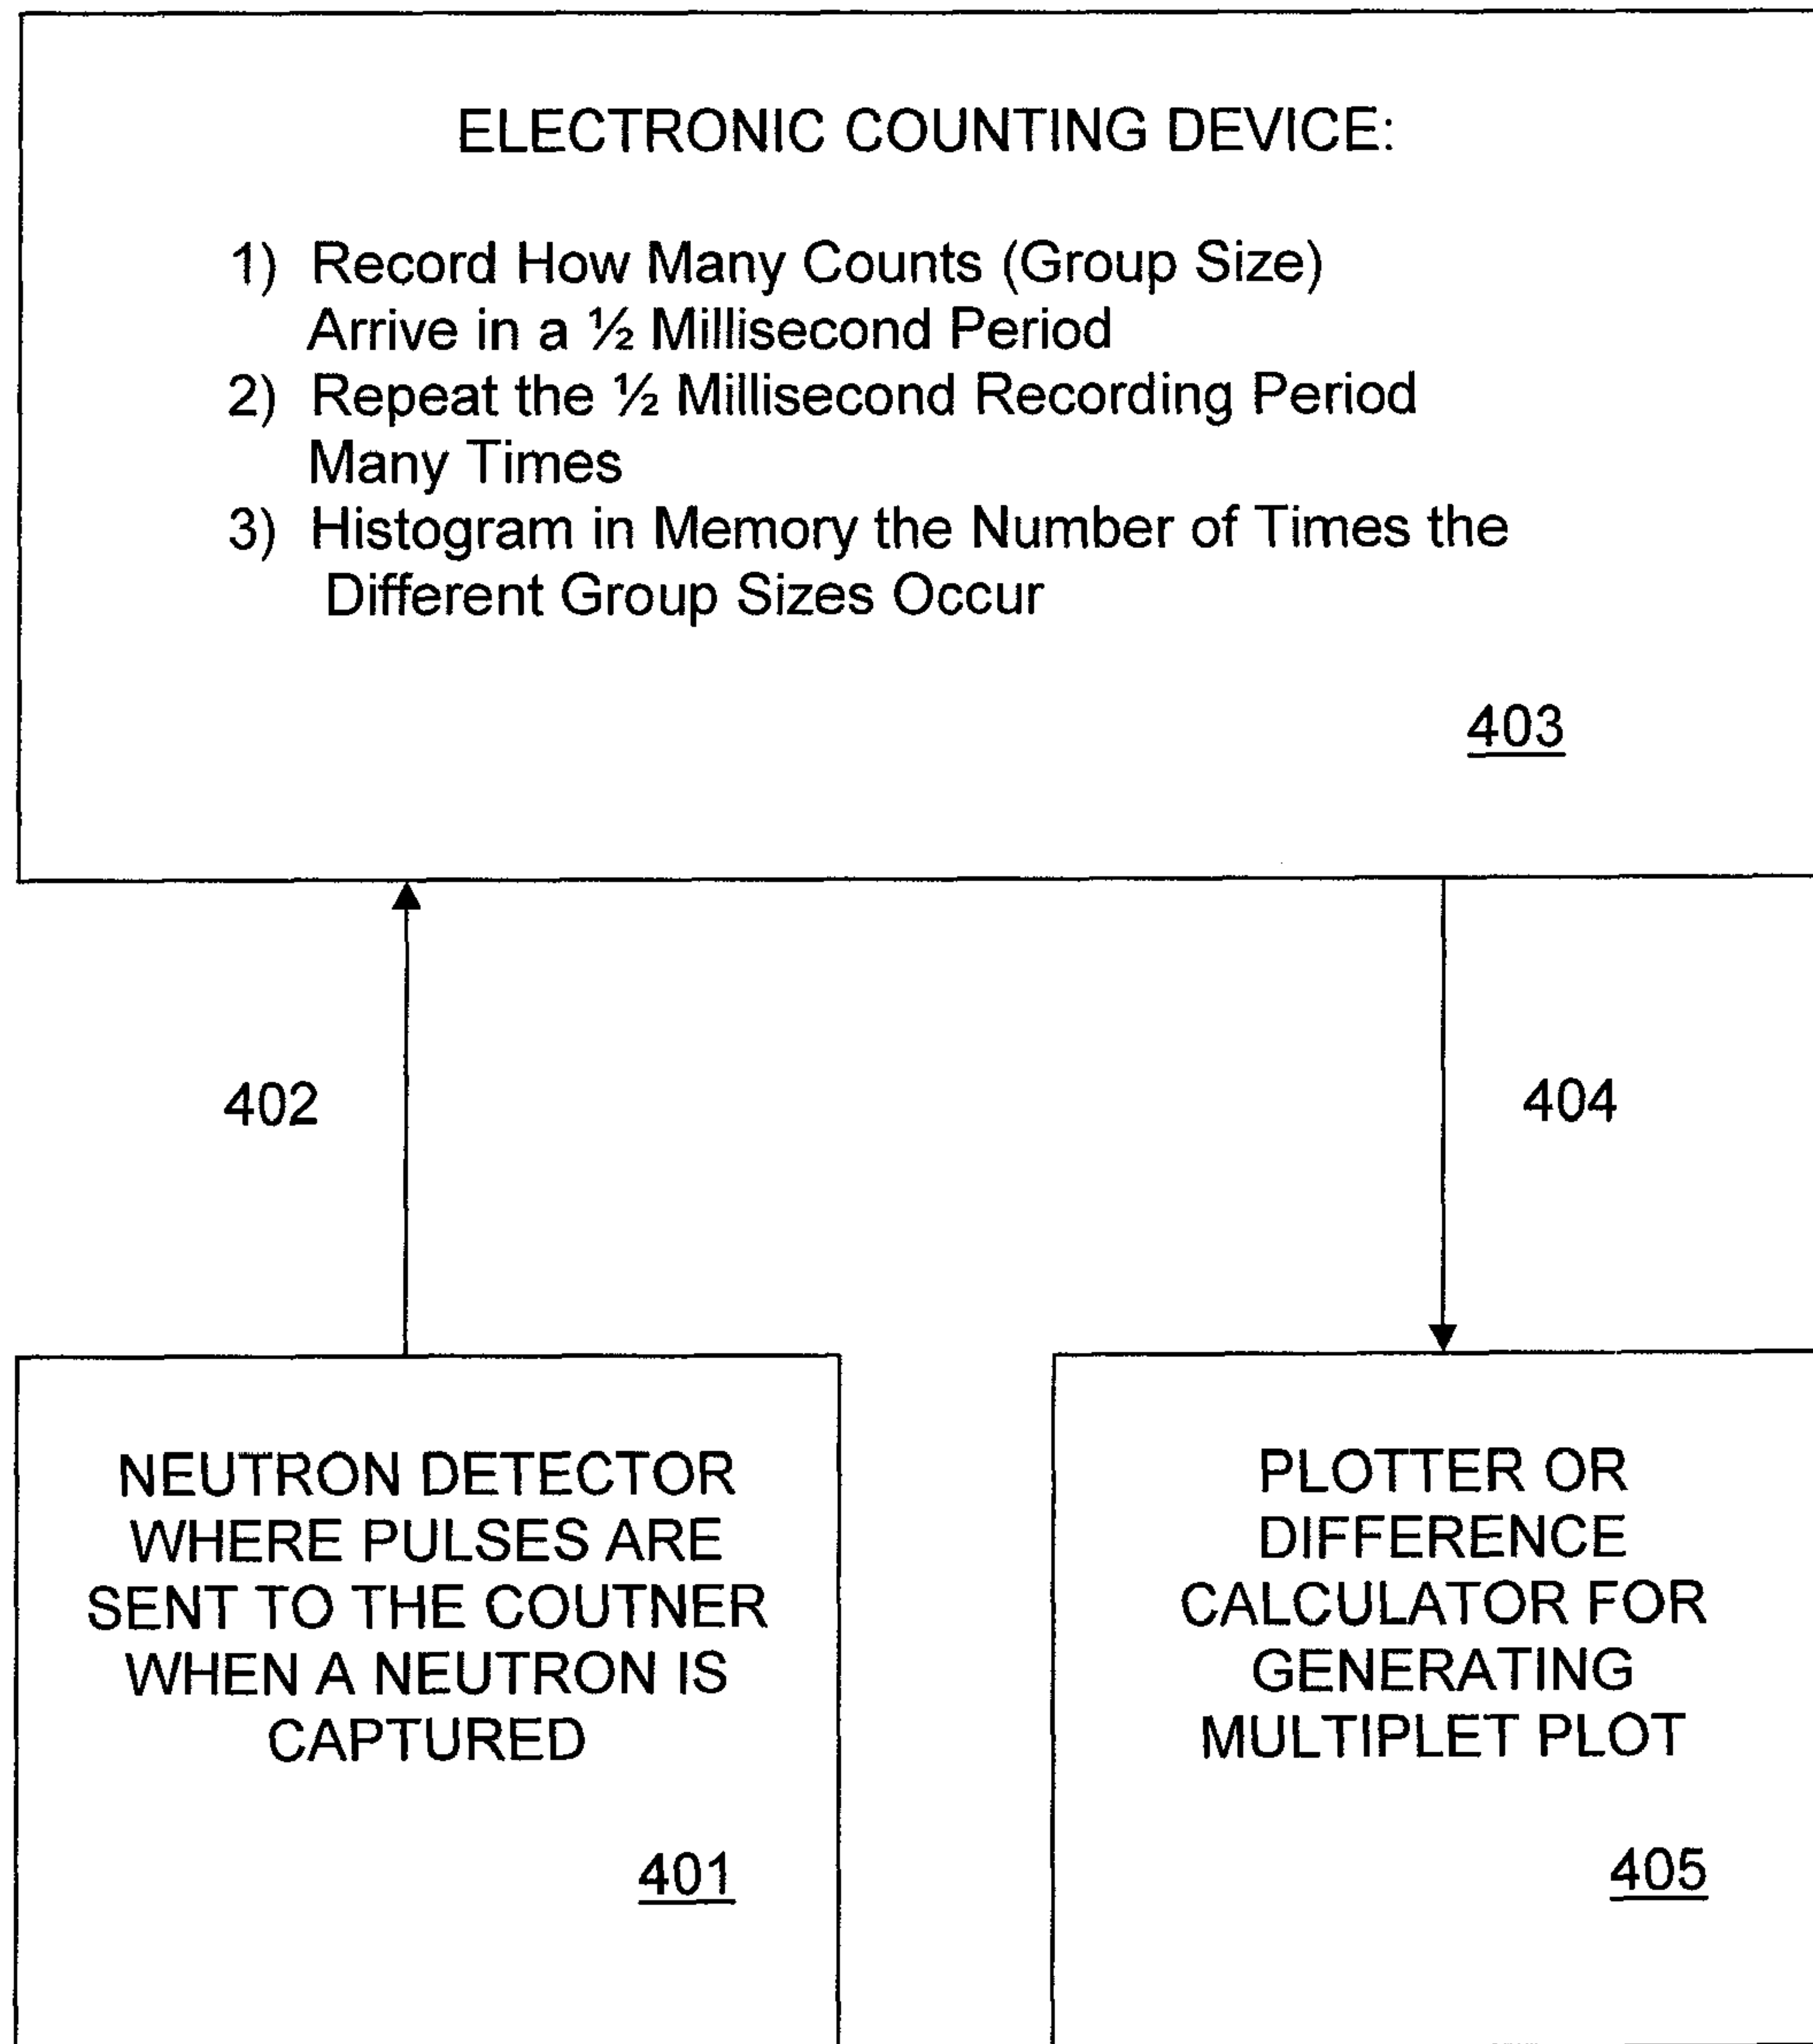 ELECTRONIC COUNTING DEVICE:
1) Record How Many Counts (Group Size)
Arrive in a ½ Millisecond Period
2) Repeat the ½ Millisecond Recording Period
Many Times
3) Histogram in Memory the Number of Times the
Different Group Sizes Occur
403
402
404
NEUTRON DETECTOR
WHERE PULSES ARE
SENT TO THE COUTNER
WHEN A NEUTRON IS
CAPTURED
401
PLOTTER OR
DIFFERENCE
CALCULATOR FOR
GENERATING
MULTIPLET PLOT
405